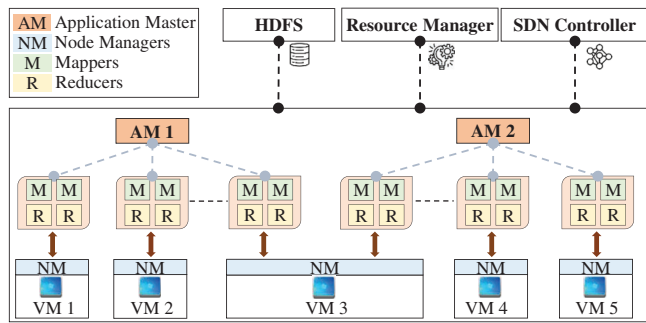 AM Application Master
NM Node Managers
M Mappers
R Reducers
HDFS
Resource Manager
SDN Controller
AM 1
AM 2
M M M M M M M M M M M M
R R R R R R R R R R R R
NM NM NM NM NM
VM 1 VM 2 VM 3 VM 4 VM 5